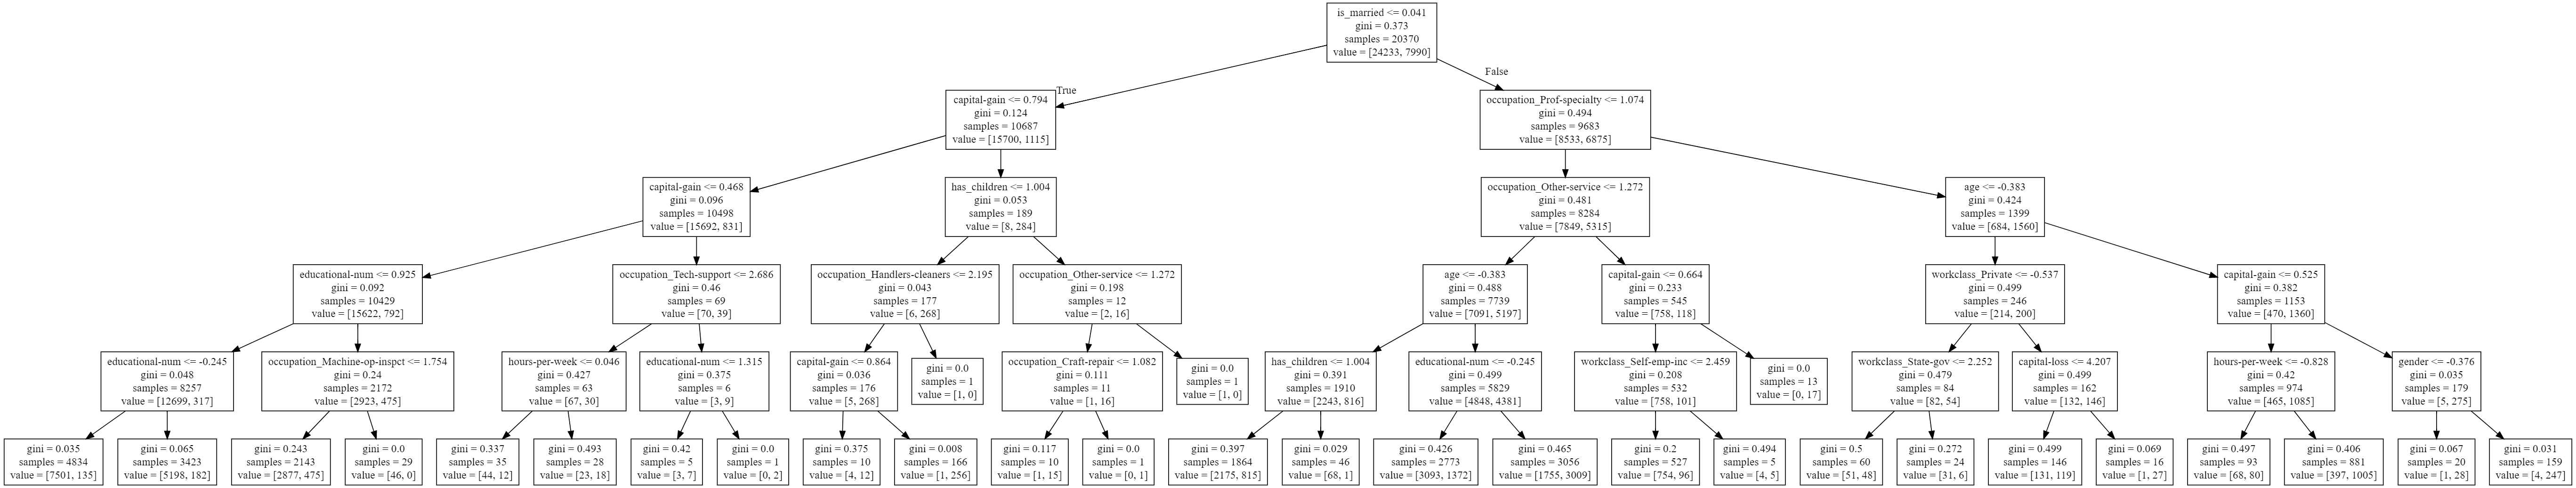 is_married <= 0.041
gini = 0.373
samples = 20370
value = [24233, 7990]
True
False
capital-gain <= 0.794
gini = 0.124
samples = 10687
value = [15700, 1115]
occupation_Prof-specialty <= 1.074
gini = 0.494
samples = 9683
value = [8533, 6875]
capital-gain <= 0.468
gini = 0.096
samples = 10498
value = [15692, 831]
has_children <= 1.004
gini = 0.053
samples = 189
value = [8, 284]
occupation_Other-service <= 1.272
gini = 0.481
samples = 8284
value = [7849, 5315]
age <= -0.383
gini = 0.424
samples = 1399
value = [684, 1560]
educational-num <= 0.925
gini = 0.092
samples = 10429
value = [15622, 792]
occupation_Tech-support <= 2.686
gini = 0.46
samples = 69
value = [70, 39]
occupation_Handlers-cleaners <= 2.195
gini = 0.043
samples = 177
value = [6, 268]
occupation_Other-service <= 1.272
gini = 0.198
samples = 12
value = [2, 16]
age <= -0.383
gini = 0.488
samples = 7739
value = [7091, 5197]
capital-gain <= 0.664
gini = 0.233
samples = 545
value = [758, 118]
workclass_Private <= -0.537
gini = 0.499
samples = 246
value = [214, 200]
capital-gain <= 0.525
gini = 0.382
samples = 1153
value = [470, 1360]
educational-num <= -0.245
gini = 0.048
samples = 8257
value = [12699, 317]
occupation_Machine-op-inspct <= 1.754
gini = 0.24
samples = 2172
value = [2923, 475]
hours-per-week <= 0.046
gini = 0.427
samples = 63
value = [67, 30]
educational-num <= 1.315
gini = 0.375
samples = 6
value = [3, 9]
capital-gain <= 0.864
gini = 0.036
samples = 176
value = [5, 268]
gini = 0.0
samples = 1
value = [1, 0]
occupation_Craft-repair <= 1.082
gini = 0.111
samples = 11
value = [1, 16]
gini = 0.0
samples = 1
value = [1, 0]
has_children <= 1.004
gini = 0.391
samples = 1910
value = [2243, 816]
educational-num <= -0.245
gini = 0.499
samples = 5829
value = [4848, 4381]
workclass_Self-emp-inc <= 2.459
gini = 0.208
samples = 532
value = [758, 101]
gini = 0.0
samples = 13
value = [0, 17]
workclass_State-gov <= 2.252
gini = 0.479
samples = 84
value = [82, 54]
capital-loss <= 4.207
gini = 0.499
samples = 162
value = [132, 146]
hours-per-week <= -0.828
gini = 0.42
samples = 974
value = [465, 1085]
gender <= -0.376
gini = 0.035
samples = 179
value = [5, 275]
gini = 0.035
samples = 4834
value = [7501, 135]
gini = 0.065
samples = 3423
value = [5198, 182]
gini = 0.243
samples = 2143
value = [2877, 475]
gini = 0.0
samples = 29
value = [46, 0]
gini = 0.337
samples = 35
value = [44, 12]
gini = 0.493
samples = 28
value = [23, 18]
gini = 0.42
samples = 5
value = [3, 7]
gini = 0.0
samples = 1
value = [0, 2]
gini = 0.375
samples = 10
value = [4, 12]
gini = 0.008
samples = 166
value = [1, 256]
gini = 0.117
samples = 10
value = [1, 15]
gini = 0.0
samples = 1
value = [0, 1]
gini = 0.397
samples = 1864
value = [2175, 815]
gini = 0.029
samples = 46
value = [68, 1]
gini = 0.426
samples = 2773
value = [3093, 1372]
gini = 0.465
samples = 3056
value = [1755, 3009]
gini = 0.2
samples = 527
value = [754, 96]
gini = 0.494
samples = 5
value = [4, 5]
gini = 0.5
samples = 60
value = [51, 48]
gini = 0.272
samples = 24
value = [31, 6]
gini = 0.499
samples = 146
value = [131, 119]
gini = 0.069
samples = 16
value = [1, 27]
gini = 0.497
samples = 93
value = [68, 80]
gini = 0.406
samples = 881
value = [397, 1005]
gini = 0.067
samples = 20
value = [1, 28]
gini = 0.031
samples = 159
value = [4, 247]